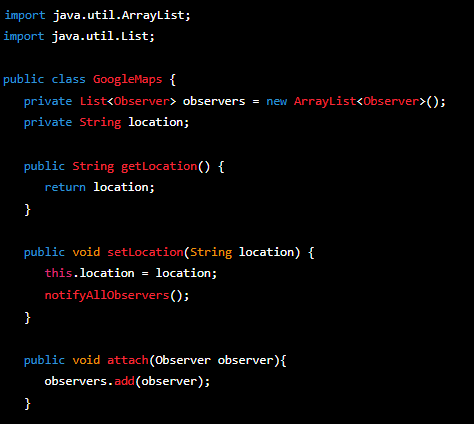 import java.util.ArrayList;
import java.util.List;
public class GoogleMaps {
private List<Observer> observers = new ArrayList<Observer>();
private String location;
public String getLocation() {
return location;
}
public void setLocation(String location) {
this.location = location;
notifyAllObservers();
}
public void attach(Observer observer){
observers.add(observer);
}